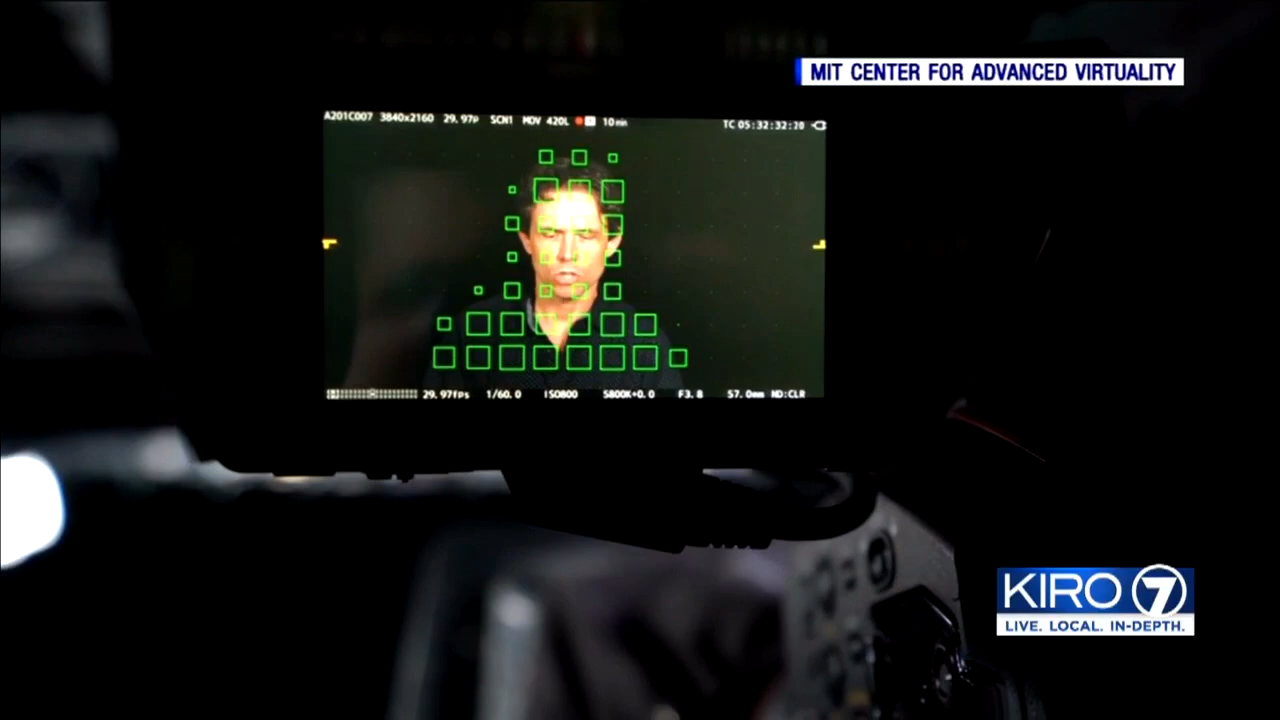 MIT CENTER FOR ADVANCED VIRTUALITY
A201C007 3840x2160 29.97P SCN1 MOV 420L 10min TC 05:32:32:20
29.97fps 1/60.0 ISO800 5800K+0.0 F3.8 57.0mm ND:CLR
KIRO 7
LIVE. LOCAL. IN-DEPTH.